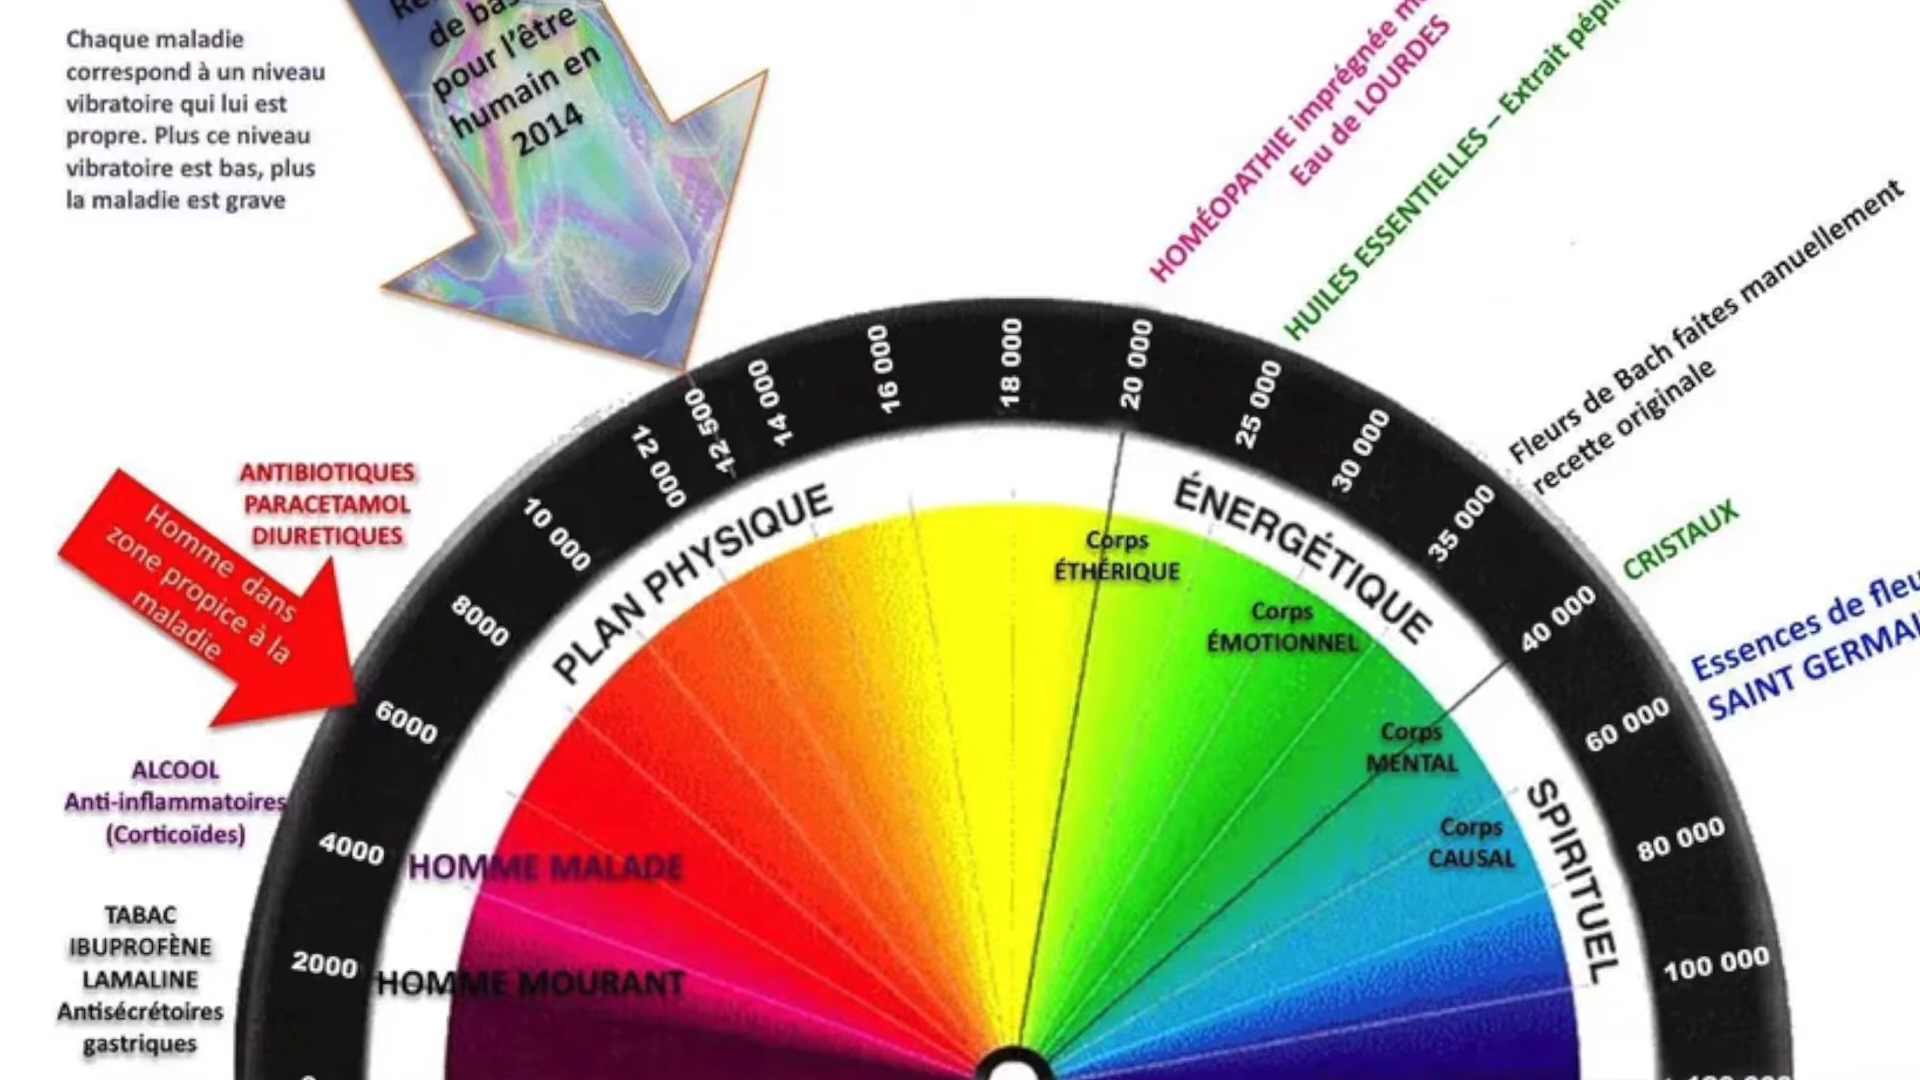 Chaque maladie
correspond à un niveau
vibratoire qui lui est
propre. Plus ce niveau
vibratoire est bas, plus
la maladie est grave
pour l'être
humain en
2014
HOMÉOPATHIE imprégnée
Eau de LOURDES
HUILES ESSENTIELLES – Extrait
Fleurs de Bach faites manuellement
recette originale
CRISTAUX
Essences de
SAINT
ANTIBIOTIQUES
PARACETAMOL
DIURETIQUES
Homme dans
zone propice à la
maladie
ALCOOL
Anti-inflammatoires
(Corticoïdes)
TABAC
IBUPROFÈNE
LAMALINE
Antisécrétoires
gastriques
2000
4000
6000
8000
10 000
12 000
12 500
14 000
16 000
18 000
20 000
25 000
30 000
35 000
40 000
60 000
80 000
100 000
PLAN PHYSIQUE
ÉNERGÉTIQUE
SPIRITUEL
Corps
ÉTHÉRIQUE
Corps
ÉMOTIONNEL
Corps
MENTAL
Corps
CAUSAL
HOMME MALADE
HOMME MOURANT